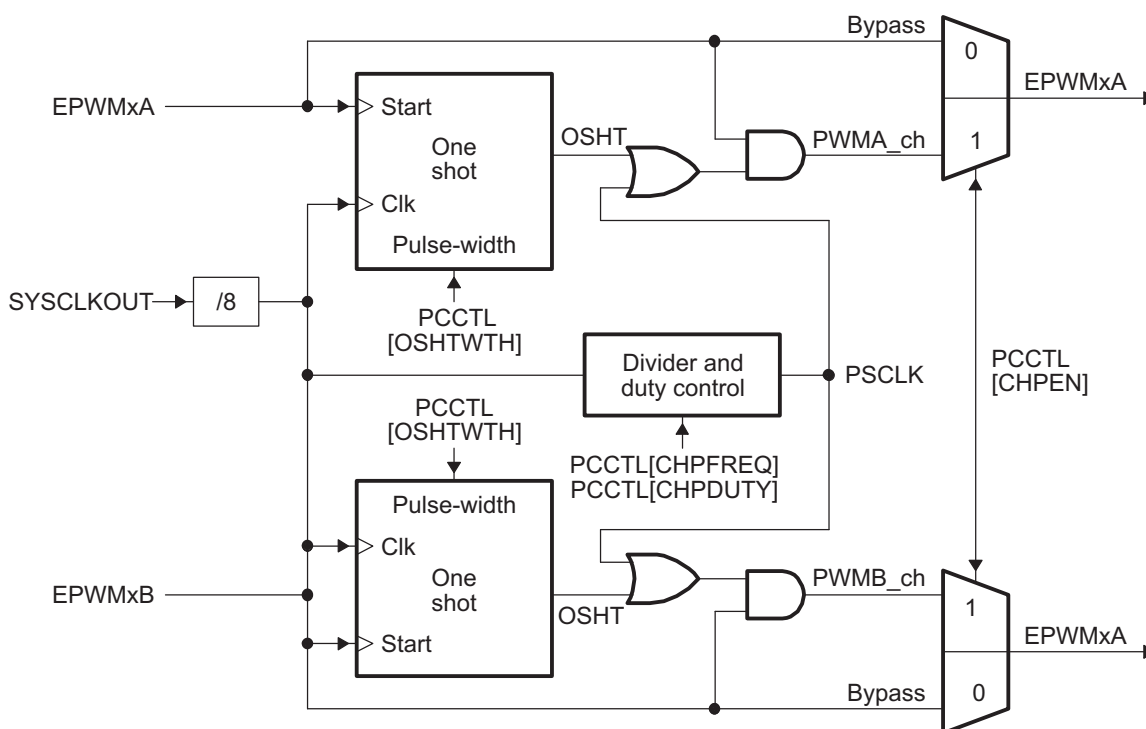 Bypass
0
EPWMxA
EPWMxA
Start
One
shot
OSHT
PWMA_ch
1
Clk
Pulse-width
SYSCLKOUT
/8
PCCTL
[OSHTWTH]
Divider and
duty control
PSCLK
PCCTL
[CHPEN]
PCCTL
[OSHTWTH]
PCCTL[CHPFREQ]
PCCTL[CHPDUTY]
Pulse-width
Clk
One
shot
EPWMxB
OSHT
PWMB_ch
1
Start
EPWMxA
Bypass
0